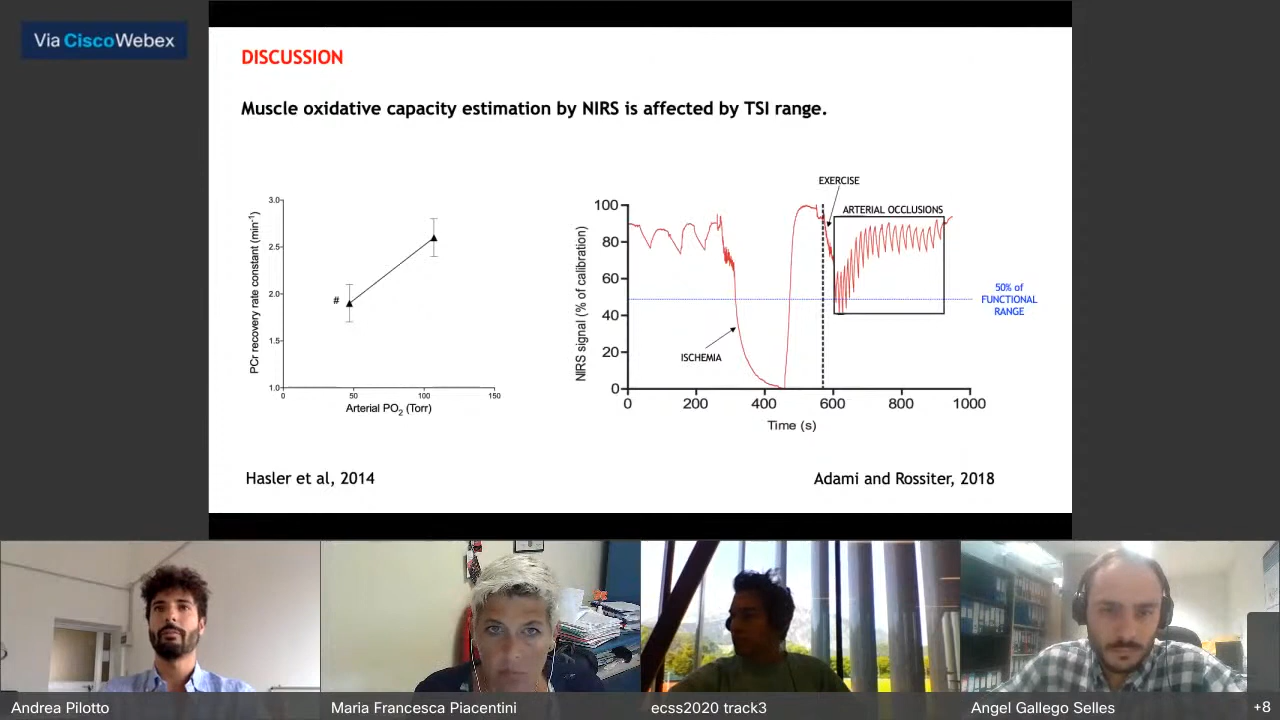 Via Cisco Webex
DISCUSSION
Muscle oxidative capacity estimation by NIRS is affected by TSI range.
PCr recovery rate constant (min⁻¹)
3.0
2.5
2.0
1.5
1.0
#
0
50
100
150
Arterial PO₂ (Torr)
NIRS signal (% of calibration)
100
80
60
40
20
0
EXERCISE
ARTERIAL OCCLUSIONS
50% of
FUNCTIONAL
RANGE
ISCHEMIA
0
200
400
600
800
1000
Time (s)
Hasler et al, 2014
Adami and Rossiter, 2018
Andrea Pilotto
Maria Francesca Piacentini
ecss2020 track3
Angel Gallego Selles
+8